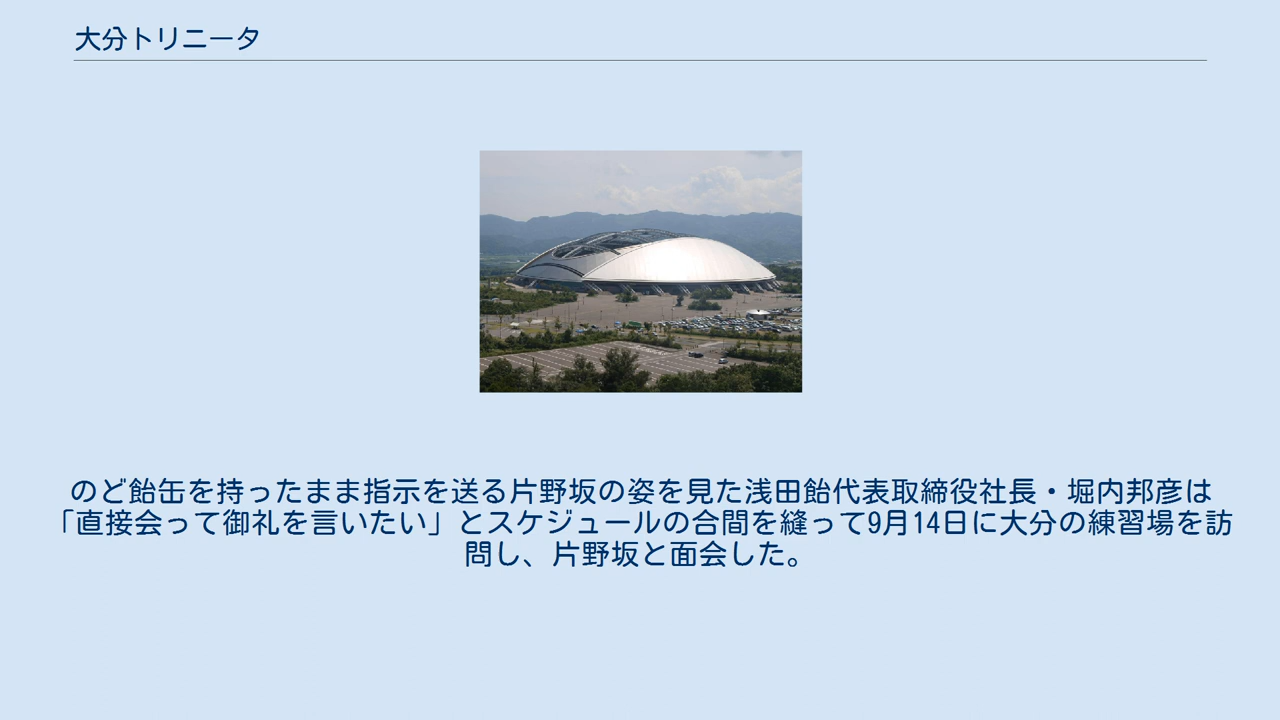 大分トリニータ
のど飴缶を持ったまま指示を送る片野坂の姿を見た浅田飴代表取締役社長・堀内邦彦は
「直接会って御礼を言いたい」とスケジュールの合間を縫って9月14日に大分の練習場を訪
問し、片野坂と面会した。